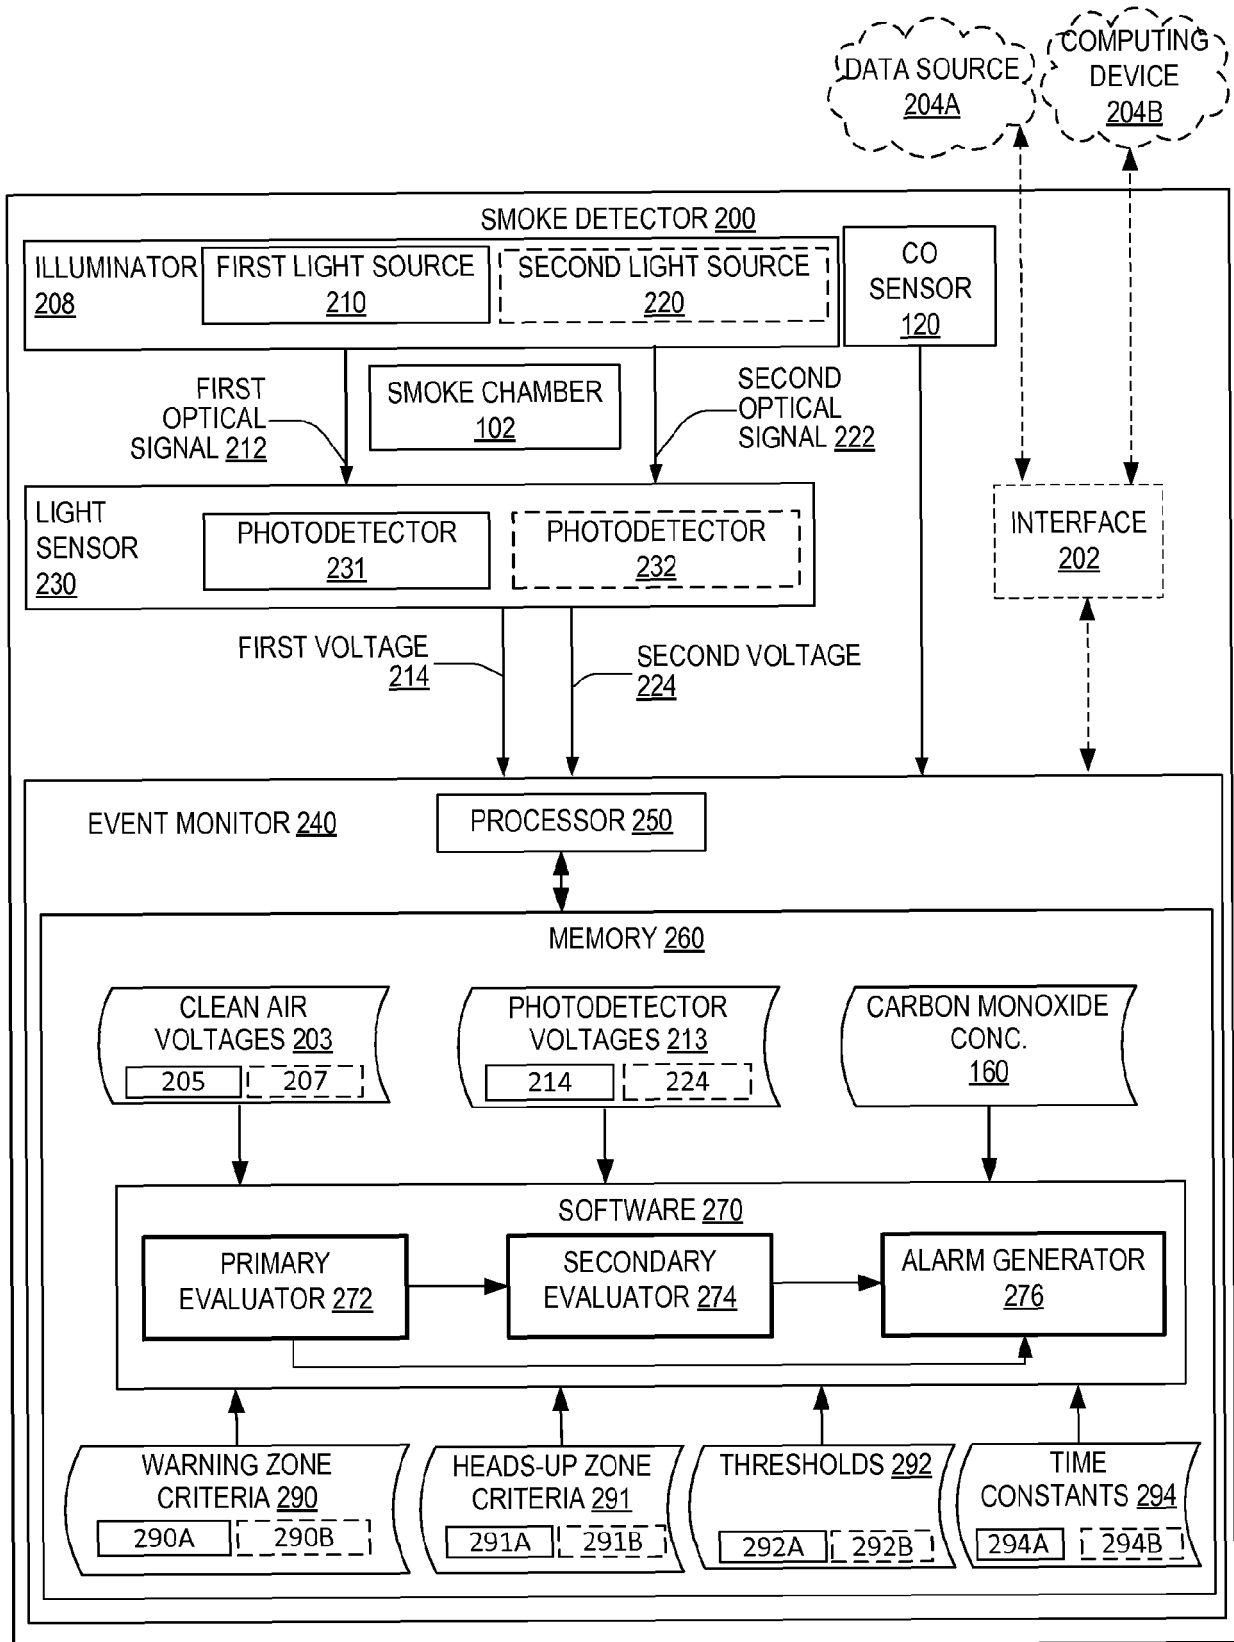 DATA SOURCE
204A
COMPUTING
DEVICE
204B
SMOKE DETECTOR 200
ILLUMINATOR
208
FIRST LIGHT SOURCE
210
SECOND LIGHT SOURCE
220
CO
SENSOR
120
FIRST
OPTICAL
SIGNAL 212
SMOKE CHAMBER
102
SECOND
OPTICAL
SIGNAL 222
LIGHT
SENSOR
230
PHOTODETECTOR
231
PHOTODETECTOR
232
INTERFACE
202
FIRST VOLTAGE
214
SECOND VOLTAGE
224
EVENT MONITOR 240
PROCESSOR 250
MEMORY 260
CLEAN AIR
VOLTAGES 203
205
207
PHOTODETECTOR
VOLTAGES 213
214
224
CARBON MONOXIDE
CONC.
160
SOFTWARE 270
PRIMARY
EVALUATOR 272
SECONDARY
EVALUATOR 274
ALARM GENERATOR
276
WARNING ZONE
CRITERIA 290
290A
290B
HEADS-UP ZONE
CRITERIA 291
291A
291B
THRESHOLDS 292
292A
292B
TIME
CONSTANTS 294
294A
294B